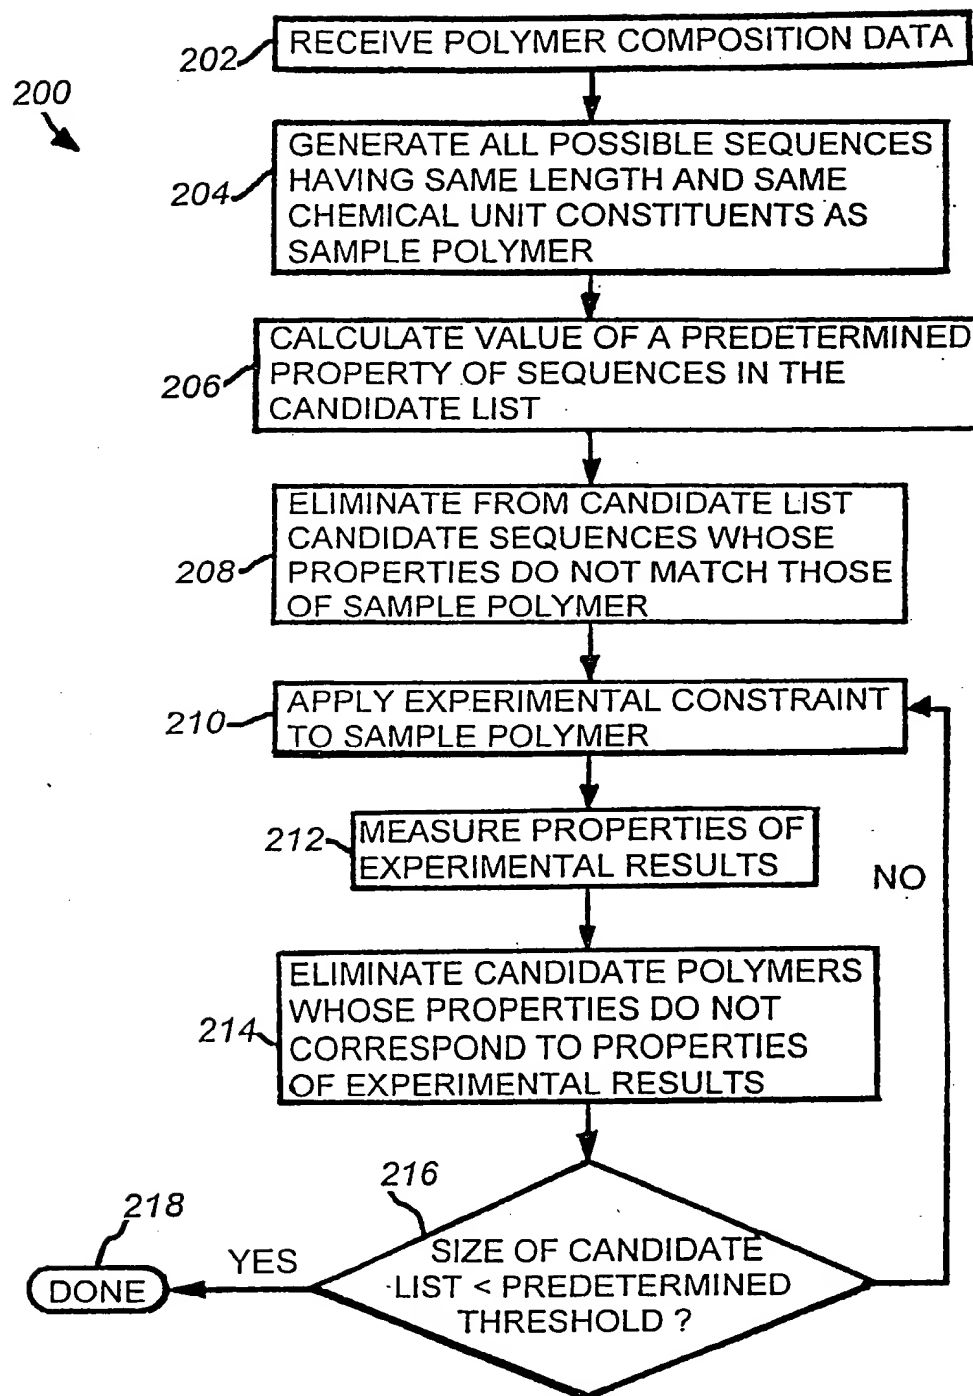 200
202
RECEIVE POLYMER COMPOSITION DATA
204
GENERATE ALL POSSIBLE SEQUENCES
HAVING SAME LENGTH AND SAME
CHEMICAL UNIT CONSTITUENTS AS
SAMPLE POLYMER
206
CALCULATE VALUE OF A PREDETERMINED
PROPERTY OF SEQUENCES IN THE
CANDIDATE LIST
208
ELIMINATE FROM CANDIDATE LIST
CANDIDATE SEQUENCES WHOSE
PROPERTIES DO NOT MATCH THOSE
OF SAMPLE POLYMER
210
APPLY EXPERIMENTAL CONSTRAINT
TO SAMPLE POLYMER
212
MEASURE PROPERTIES OF
EXPERIMENTAL RESULTS
NO
214
ELIMINATE CANDIDATE POLYMERS
WHOSE PROPERTIES DO NOT
CORRESPOND TO PROPERTIES
OF EXPERIMENTAL RESULTS
216
SIZE OF CANDIDATE
LIST < PREDETERMINED
THRESHOLD ?
YES
218
DONE